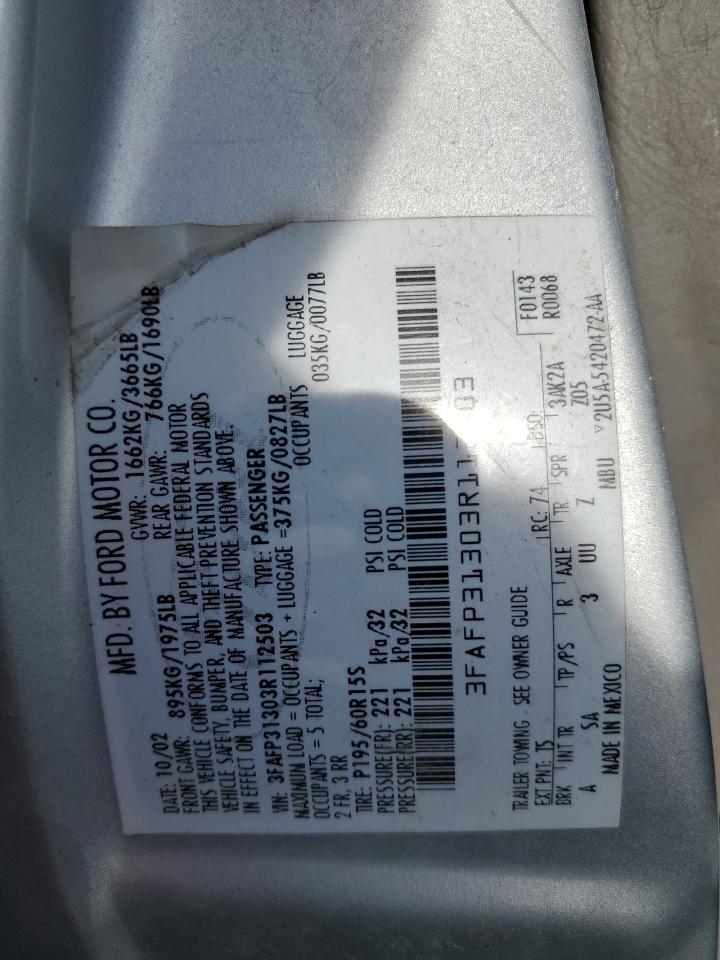 MFD. BY FORD MOTOR CO.
DATE: 10/02 GVWR: 1662KG/3665LB
FRONT GAWR: 895KG/1975LB REAR GAWR: 766KG/1690LB
THIS VEHICLE CONFORMS TO ALL APPLICABLE FEDERAL MOTOR
VEHICLE SAFETY, BUMPER, AND THEFT PREVENTION STANDARDS
IN EFFECT ON THE DATE OF MANUFACTURE SHOWN ABOVE.
VIN: 3FAFP31303R112503 TYPE: PASSENGER
MAXIMUM LOAD = OCCUPANTS + LUGGAGE =375KG/0827LB
OCCUPANTS = 5 TOTAL; OCCUPANTS LUGGAGE
2 FR, 3 RR 035KG/0077LB
TIRE: P195/60R15S
PRESSURE(FR): 221 kPa/32 PSI COLD
PRESSURE(RR): 221 kPa/32 PSI COLD
3FAFP31303R11 03
TRAILER TOWING - SEE OWNER GUIDE
EXT PNT: TS RC: 74 DSO: F0143
BRK INT TR TP/PS R AXLE TR SPR 3AK2A R0068
A SA 3 UU Z MBU Z05
MADE IN MEXICO 2U5A-5420472-AA